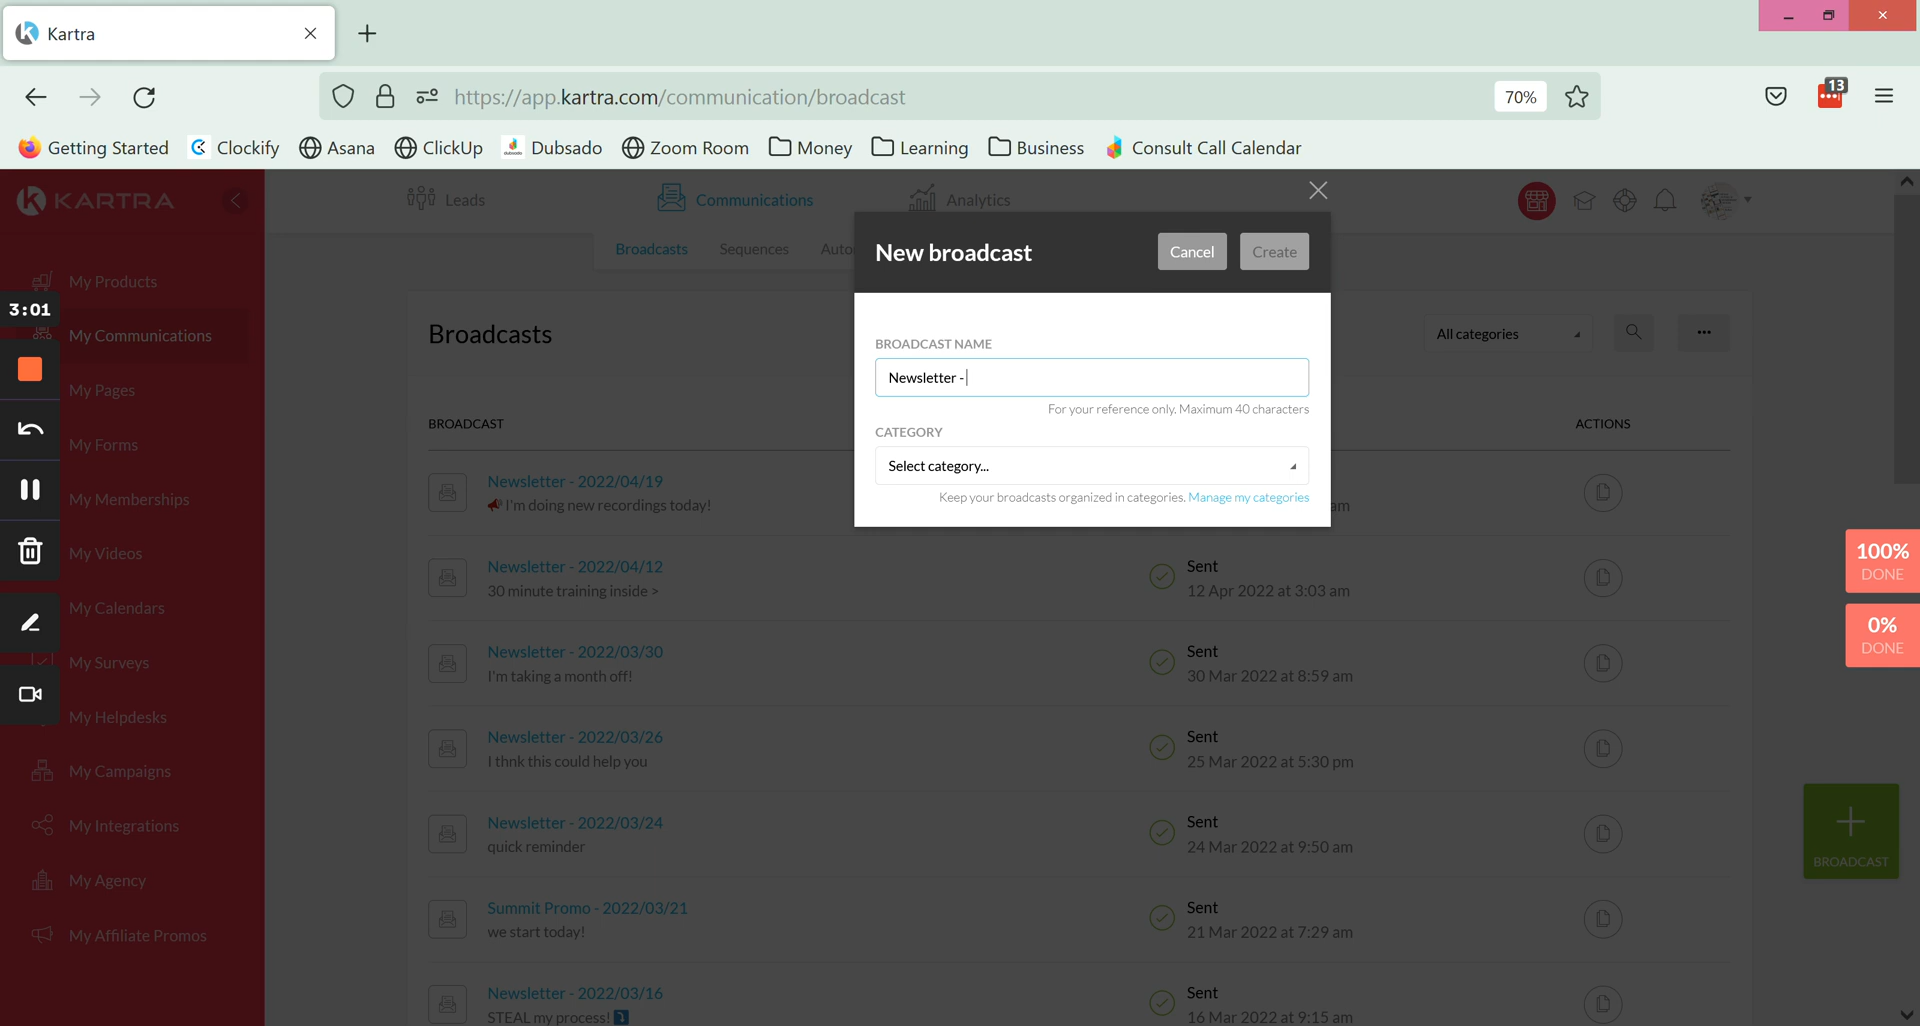 Kartra
https://app.kartra.com/communication/broadcast
70%
13
Getting Started
Clockify
Asana
ClickUp
Dubsado
Zoom Room
Money
Learning
Business
Consult Call Calendar
KARTRA
Leads
Communications
Analytics
Broadcasts
Sequences
Auto
My Products
3:01
My Communications
My Pages
My Forms
My Memberships
My Videos
My Calendars
My Surveys
My Helpdesks
My Campaigns
My Integrations
My Agency
My Affiliate Promos
New broadcast
Cancel
Create
BROADCAST NAME
Newsletter -
For your reference only. Maximum 40 characters
CATEGORY
Select category...
Keep your broadcasts organized in categories. Manage my categories
Broadcasts
All categories
BROADCAST
ACTIONS
Newsletter - 2022/04/19
I'm doing new recordings today!
am
Newsletter - 2022/04/12
30 minute training inside >
Sent
12 Apr 2022 at 3:03 am
Newsletter - 2022/03/30
I'm taking a month off!
Sent
30 Mar 2022 at 8:59 am
Newsletter - 2022/03/26
I thnk this could help you
Sent
25 Mar 2022 at 5:30 pm
Newsletter - 2022/03/24
quick reminder
Sent
24 Mar 2022 at 9:50 am
Summit Promo - 2022/03/21
we start today!
Sent
21 Mar 2022 at 7:29 am
Newsletter - 2022/03/16
STEAL my process!
Sent
16 Mar 2022 at 9:15 am
100%
DONE
0%
DONE
BROADCAST